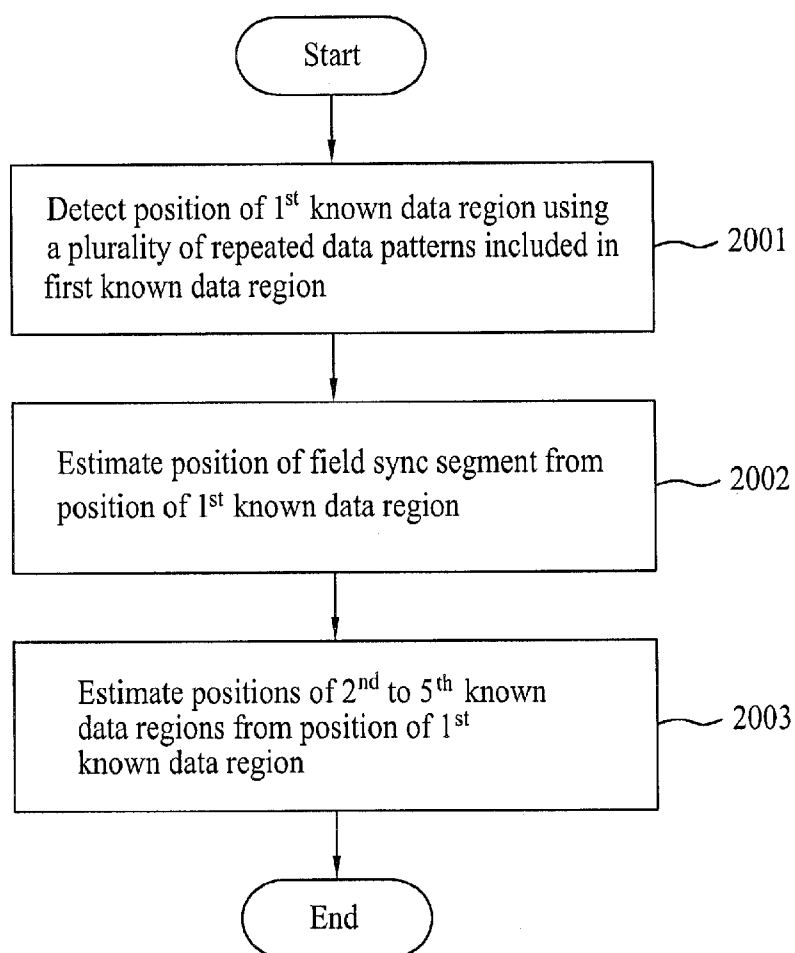 Start
Detect position of 1st known data region using
a plurality of repeated data patterns included in
first known data region
2001
Estimate position of field sync segment from
position of 1st known data region
2002
Estimate positions of 2nd to 5th known
data regions from position of 1st
known data region
2003
End